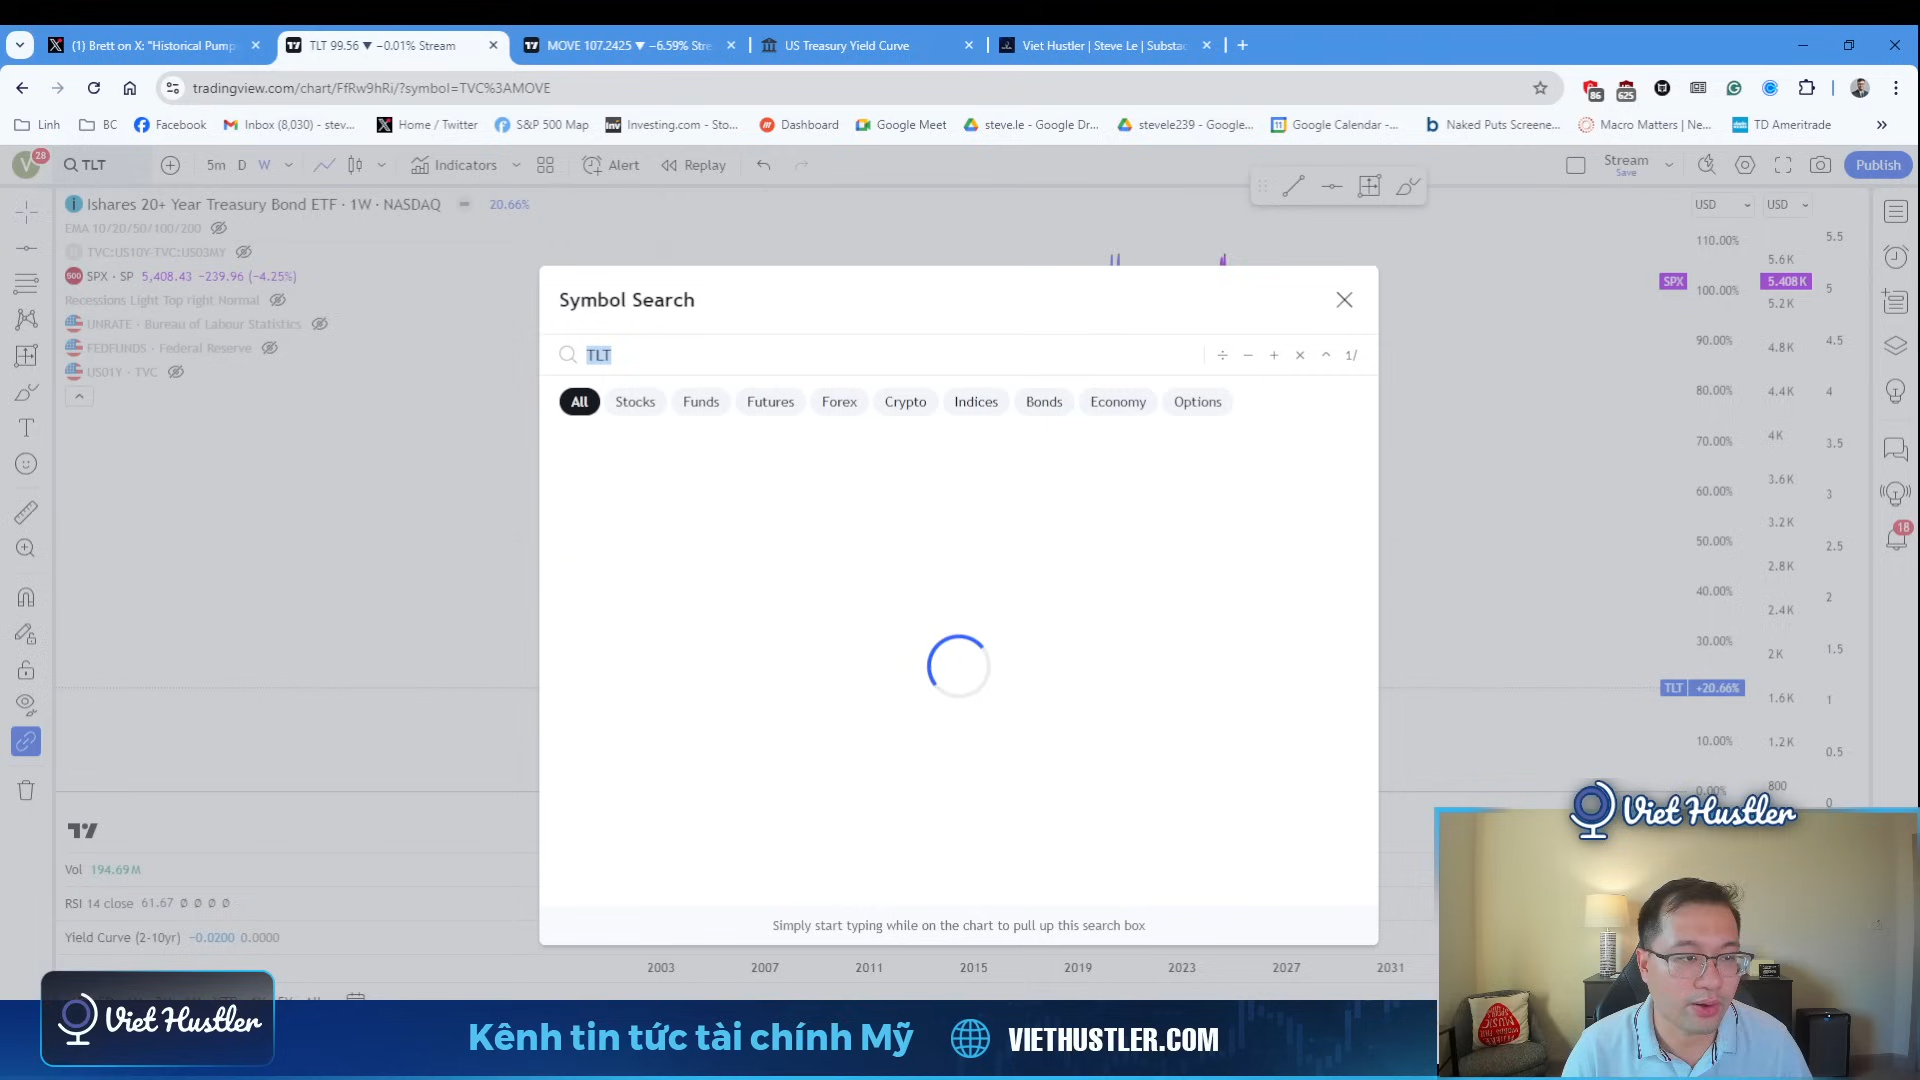 (1) Brett on X: "Historical Pump
TLT 99.56 ▼ −0.01% Stream
MOVE 107.2425 ▼ −6.59% Stre
US Treasury Yield Curve
Viet Hustler | Steve Le | Substac
tradingview.com/chart/FfRw9hRi/?symbol=TVC%3AMOVE
86
625
Linh
BC
Facebook
Inbox (8,030) - stev...
Home / Twitter
S&P 500 Map
Investing.com - Sto...
Dashboard
Google Meet
steve.le - Google Dr...
stevele239 - Google...
Google Calendar -...
Naked Puts Screene...
Macro Matters | Ne...
TD Ameritrade
V
28
TLT
5m
D
W
Indicators
Alert
Replay
Stream
Save
Publish
Ishares 20+ Year Treasury Bond ETF · 1W · NASDAQ
20.66%
EMA 10/20/50/100/200
TVC:US10Y-TVC:US03MY
500 SPX · SP 5,408.43 −239.96 (−4.25%)
Recessions Light Top right Normal
UNRATE · Bureau of Labour Statistics
FEDFUNDS · Federal Reserve
US01Y · TVC
Symbol Search
TLT
1/
All
Stocks
Funds
Futures
Forex
Crypto
Indices
Bonds
Economy
Options
Simply start typing while on the chart to pull up this search box
USD
USD
110.00%
100.00%
90.00%
80.00%
70.00%
60.00%
50.00%
40.00%
30.00%
10.00%
0.00%
SPX
5.408K
TLT
+20.66%
5.6K
5.2K
4.8K
4.4K
4K
3.6K
3.2K
2.8K
2.4K
2K
1.6K
1.2K
800
5.5
5
4.5
4
3.5
3
2.5
2
1.5
1
0.5
0
18
Vol 194.69M
RSI 14 close 61.67 Ø Ø Ø Ø
Yield Curve (2-10yr) −0.0200 0.0000
2003
2007
2011
2015
2019
2023
2027
2031
Viet Hustler
Viet Hustler
Kênh tin tức tài chính Mỹ
VIETHUSTLER.COM